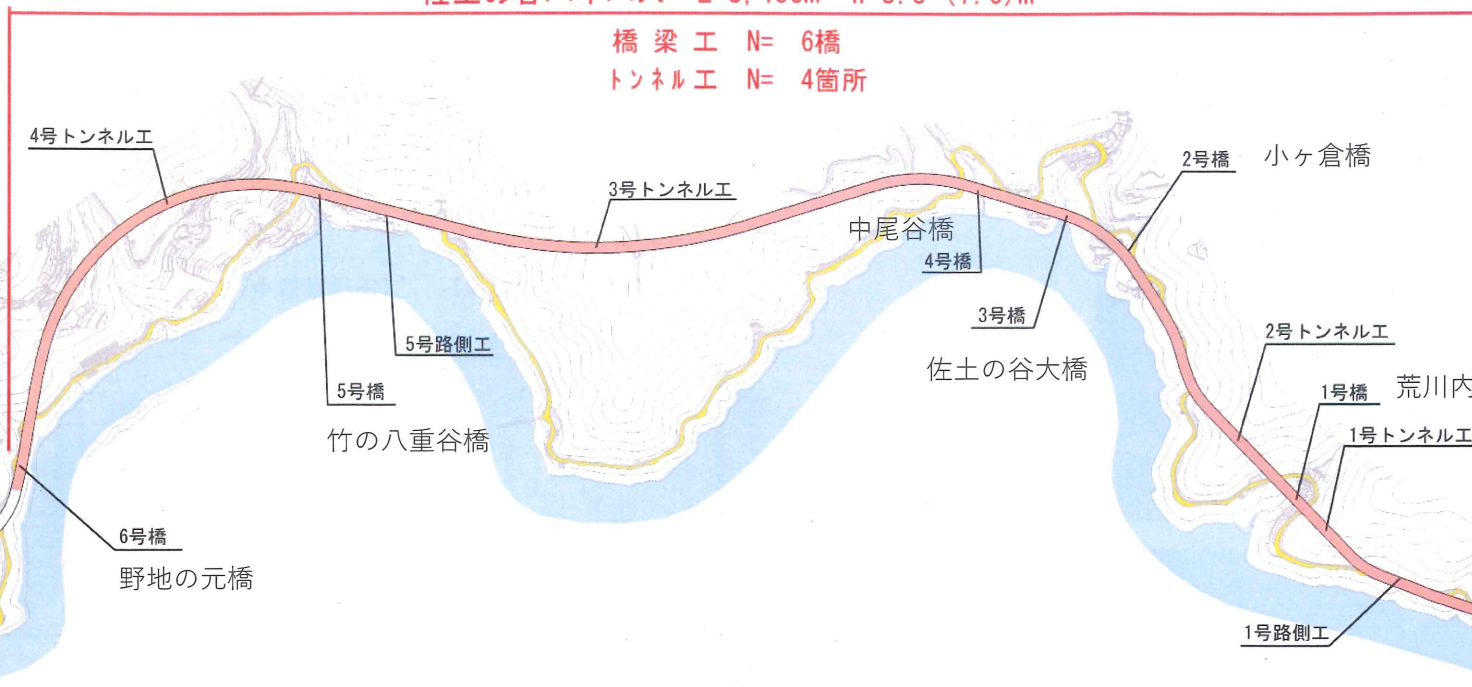 橋梁工 N= 6橋
トンネル工 N= 4箇所
4号トンネル工
3号トンネル工
2号橋
小ヶ倉橋
中尾谷橋
4号橋
3号橋
佐土の谷大橋
5号路側工
5号橋
竹の八重谷橋
2号トンネル工
1号橋
荒川内
1号トンネル工
6号橋
野地の元橋
1号路側工